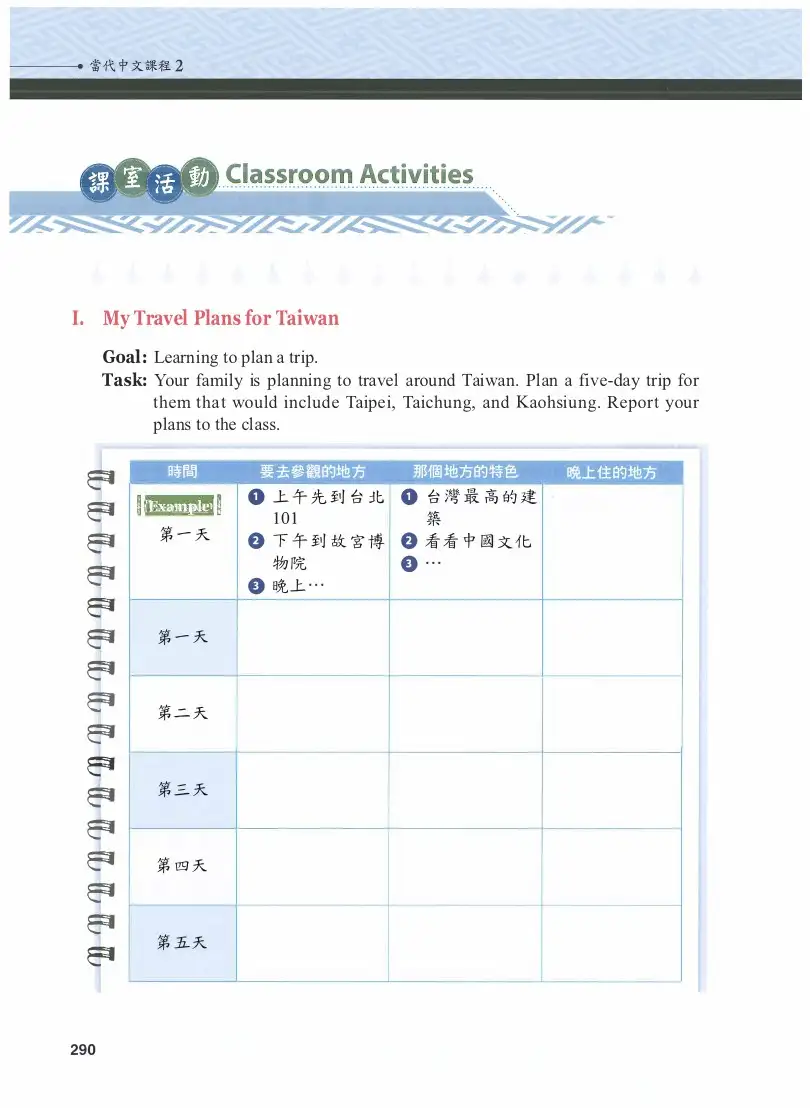 當代中文課程 2
課室活動 Classroom Activities
I. My Travel Plans for Taiwan
Goal: Learning to plan a trip.
Task: Your family is planning to travel around Taiwan. Plan a five-day trip for
them that would include Taipei, Taichung, and Kaohsiung. Report your
plans to the class.
時間 要去參觀的地方 那個地方的特色 晚上住的地方
Example
第一天
❶ 上午先到台北
101
❷ 下午到故宮博
物院
❸ 晚上…
❶ 台灣最高的建
築
❷ 看看中國文化
❸ …
第一天
第二天
第三天
第四天
第五天
290